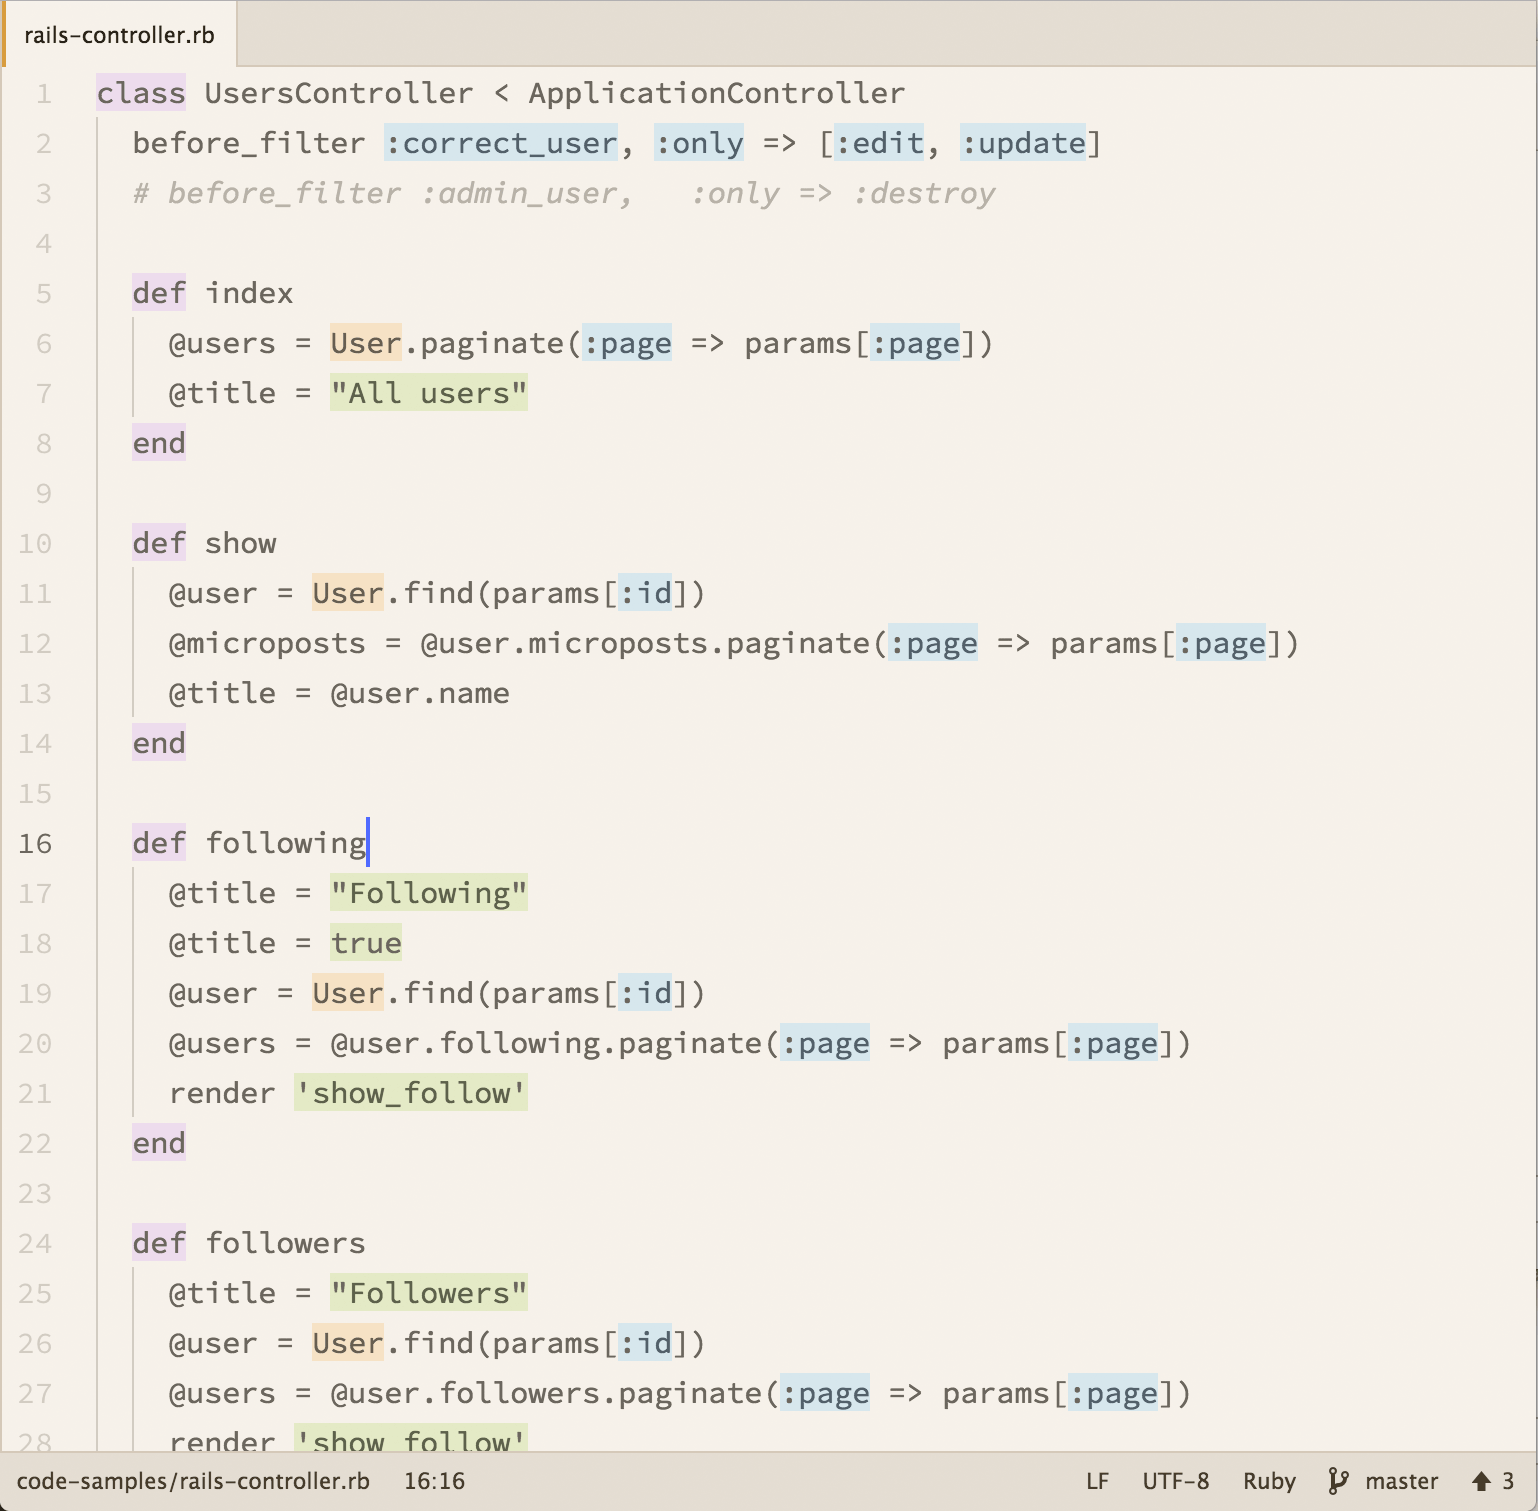 rails-controller.rb
1 class UsersController < ApplicationController
2   before_filter :correct_user, :only => [:edit, :update]
3   # before_filter :admin_user,   :only => :destroy
4
5   def index
6     @users = User.paginate(:page => params[:page])
7     @title = "All users"
8   end
9
10   def show
11     @user = User.find(params[:id])
12     @microposts = @user.microposts.paginate(:page => params[:page])
13     @title = @user.name
14   end
15
16   def following
17     @title = "Following"
18     @title = true
19     @user = User.find(params[:id])
20     @users = @user.following.paginate(:page => params[:page])
21     render 'show_follow'
22   end
23
24   def followers
25     @title = "Followers"
26     @user = User.find(params[:id])
27     @users = @user.followers.paginate(:page => params[:page])
28     render 'show_follow'
code-samples/rails-controller.rb 16:16 LF UTF-8 Ruby master 3